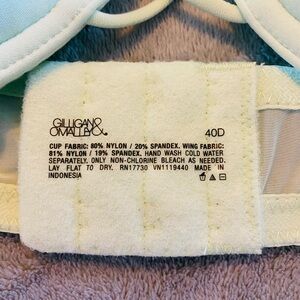 GILLIGAN &
O'MALLEY®
40D
CUP FABRIC: 80% NYLON / 20% SPANDEX. WING FABRIC:
81% NYLON / 19% SPANDEX. HAND WASH COLD WATER
SEPARATELY. ONLY NON-CHLORINE BLEACH AS NEEDED.
LAY FLAT TO DRY. RN17730 VN1119440 MADE IN
INDONESIA